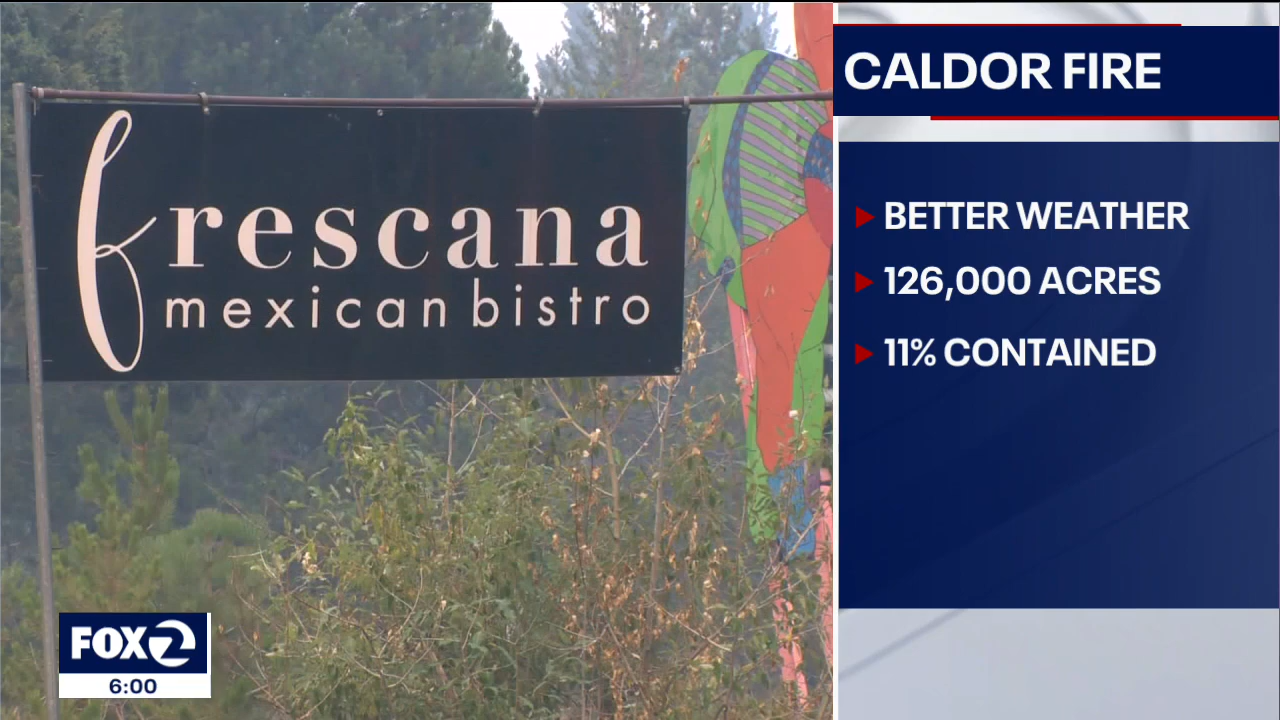 frescana
mexican bistro
FOX 2
6:00
CALDOR FIRE
BETTER WEATHER
126,000 ACRES
11% CONTAINED